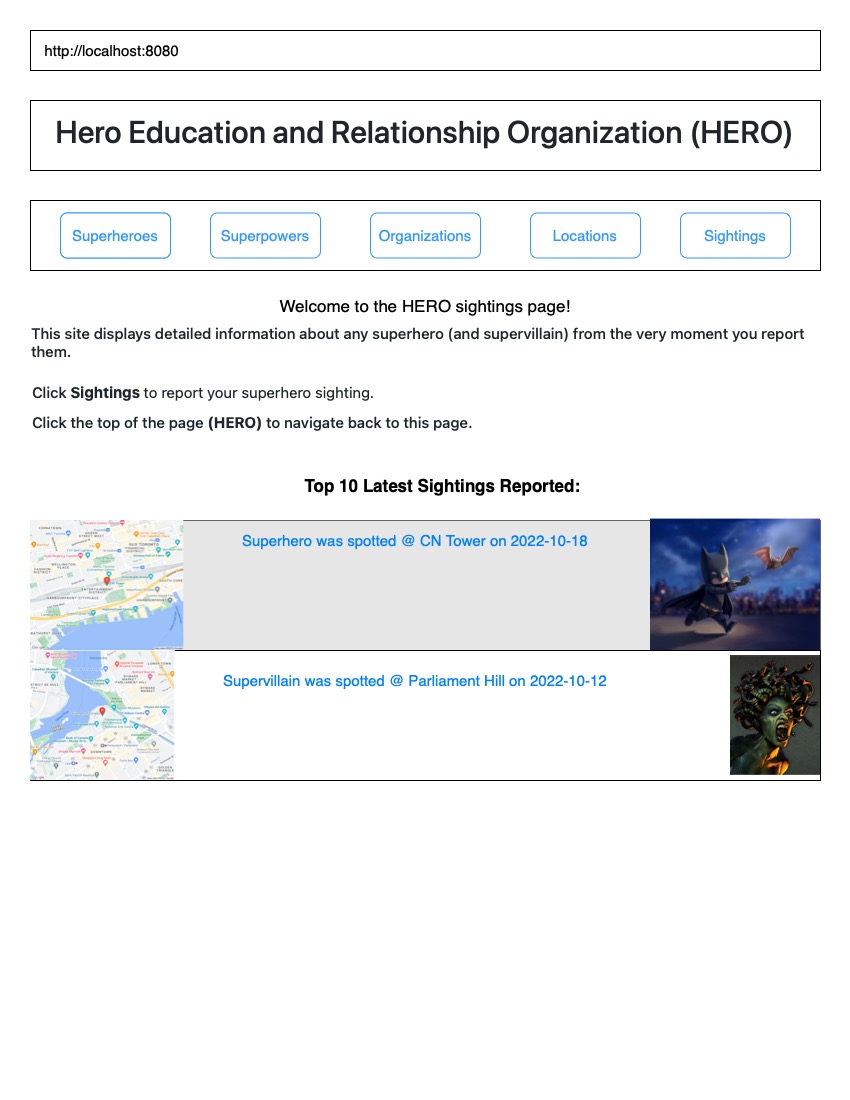 http://localhost:8080
Hero Education and Relationship Organization (HERO)
Superheroes
Superpowers
Organizations
Locations
Sightings
Welcome to the HERO sightings page!
This site displays detailed information about any superhero (and supervillain) from the very moment you report
them.
Click Sightings to report your superhero sighting.
Click the top of the page (HERO) to navigate back to this page.
Top 10 Latest Sightings Reported:
Superhero was spotted @ CN Tower on 2022-10-18
Supervillain was spotted @ Parliament Hill on 2022-10-12